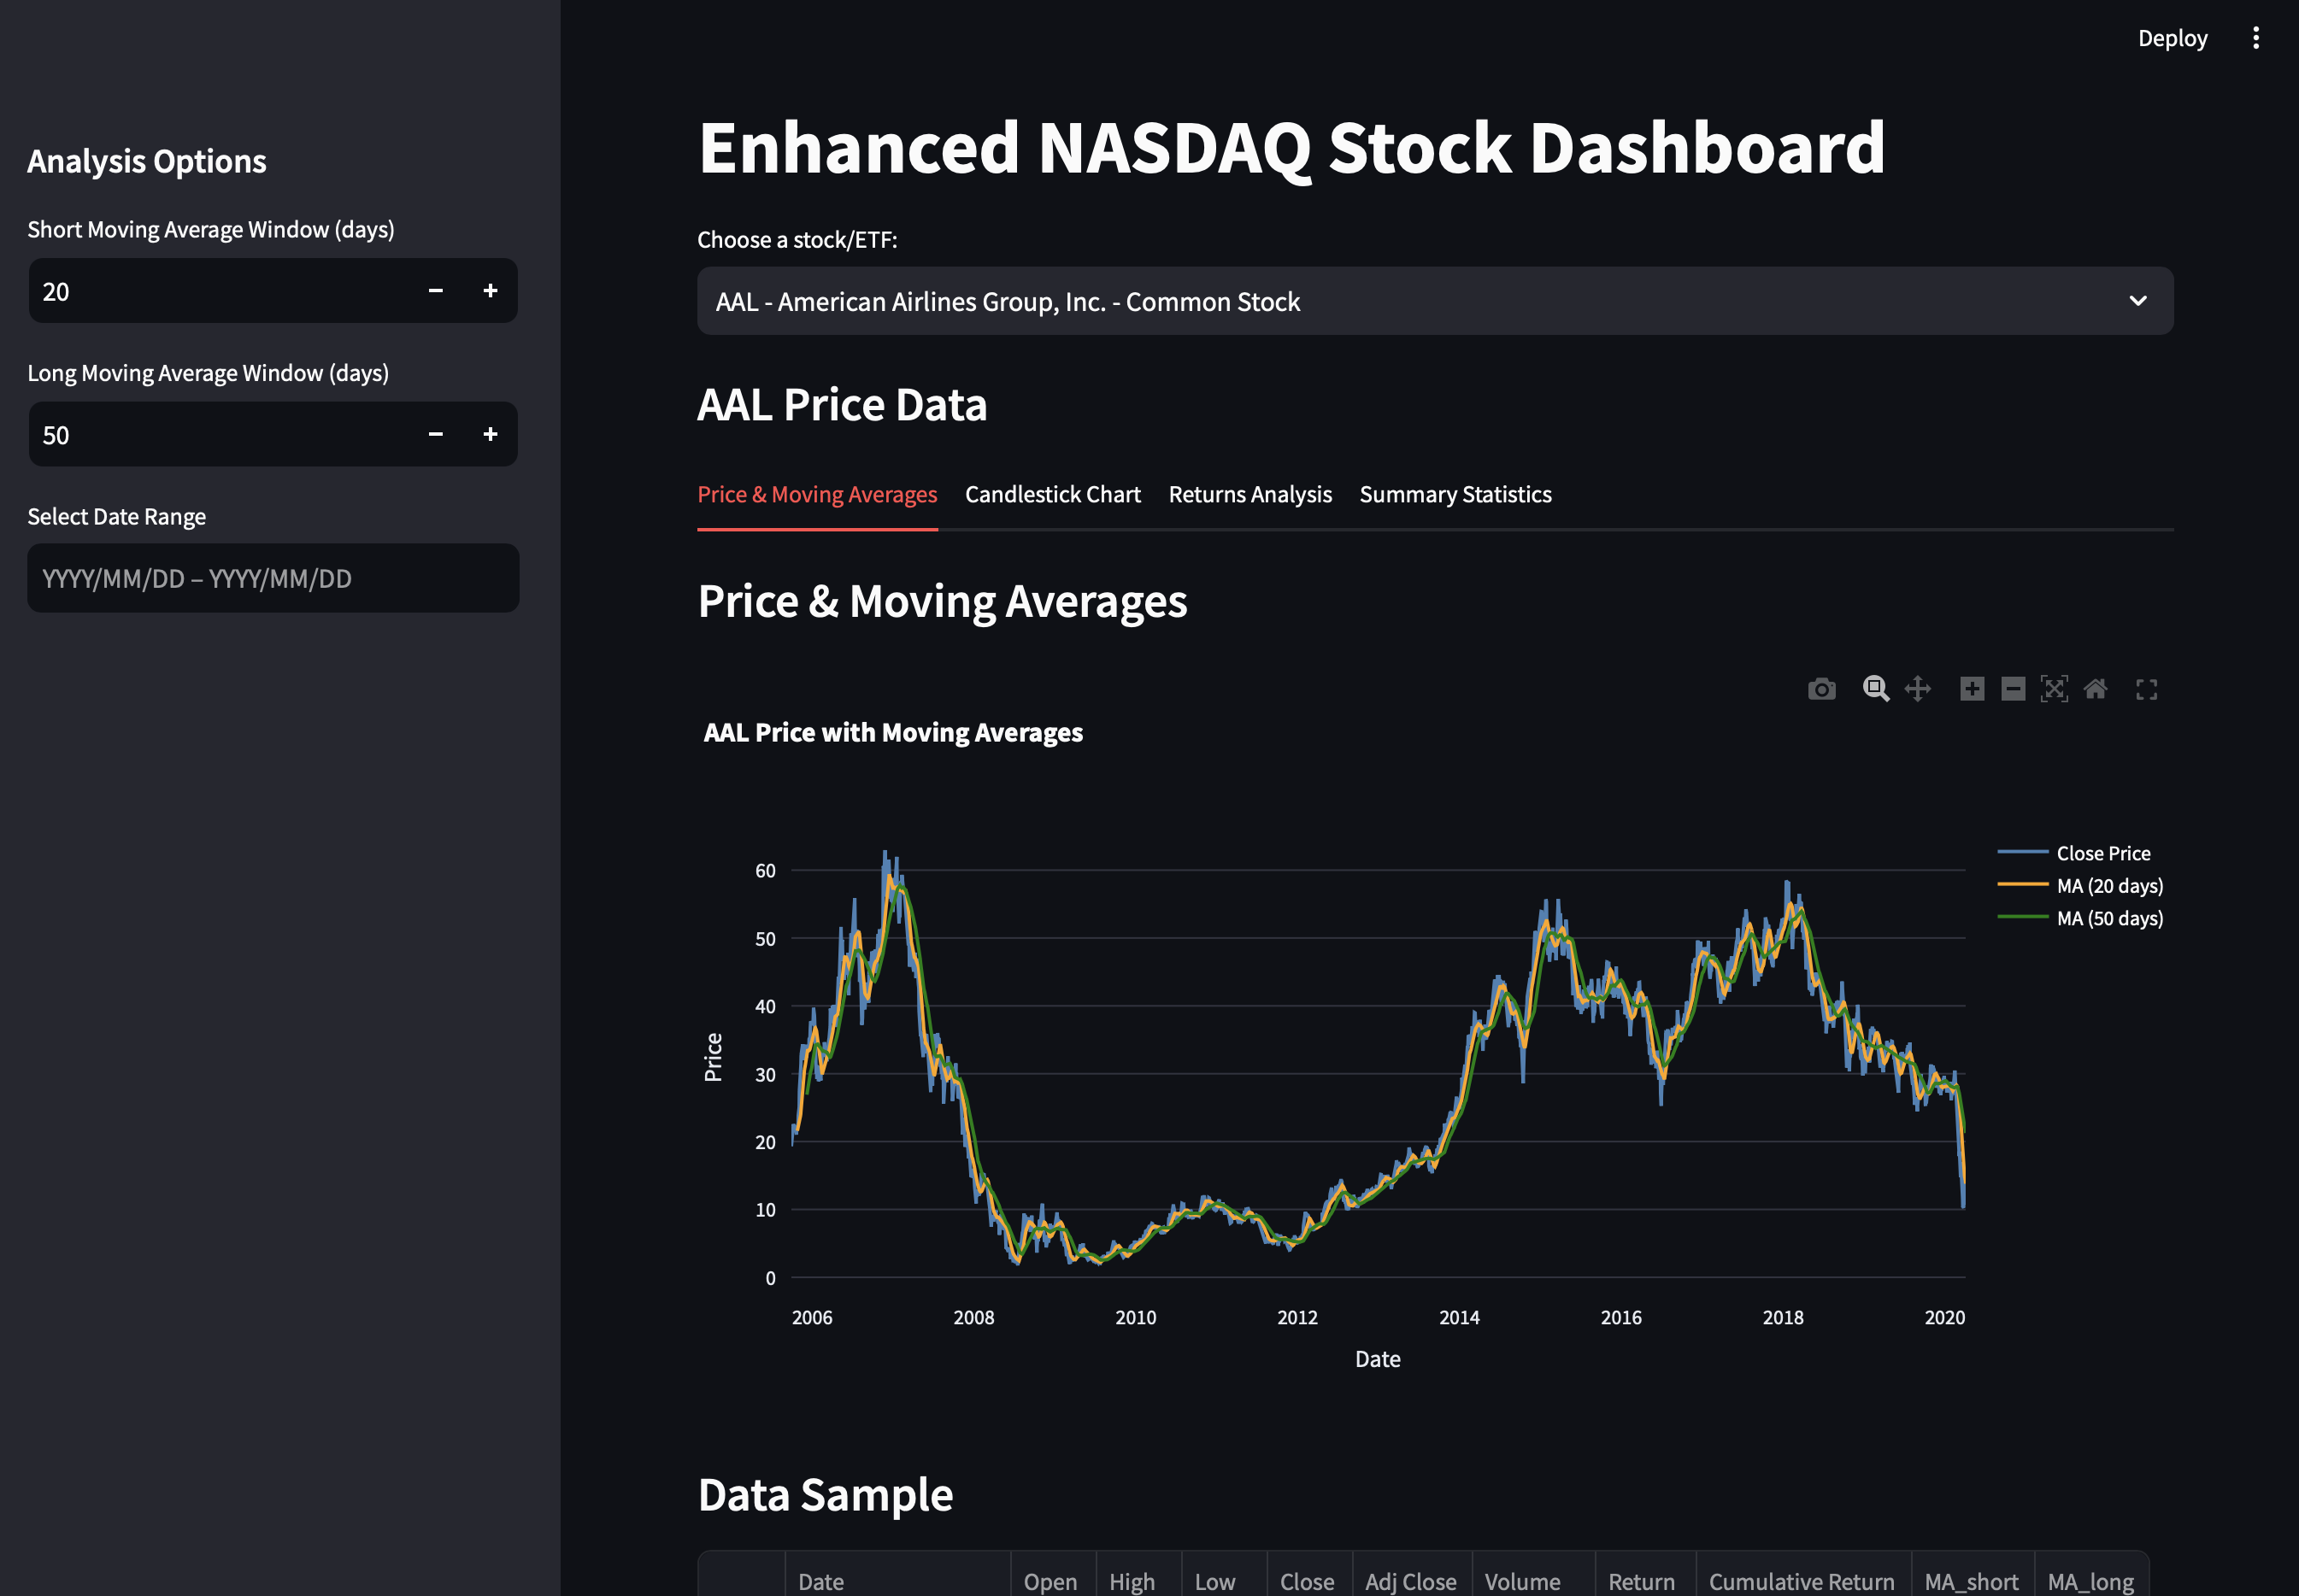 Deploy
Analysis Options
Short Moving Average Window (days)
20
Long Moving Average Window (days)
50
Select Date Range
YYYY/MM/DD – YYYY/MM/DD
Enhanced NASDAQ Stock Dashboard
Choose a stock/ETF:
AAL - American Airlines Group, Inc. - Common Stock
AAL Price Data
Price & Moving Averages Candlestick Chart Returns Analysis Summary Statistics
Price & Moving Averages
AAL Price with Moving Averages
Close Price
MA (20 days)
MA (50 days)
Price
60
50
40
30
20
10
0
2006 2008 2010 2012 2014 2016 2018 2020
Date
Data Sample
Date Open High Low Close Adj Close Volume Return Cumulative Return MA_short MA_long